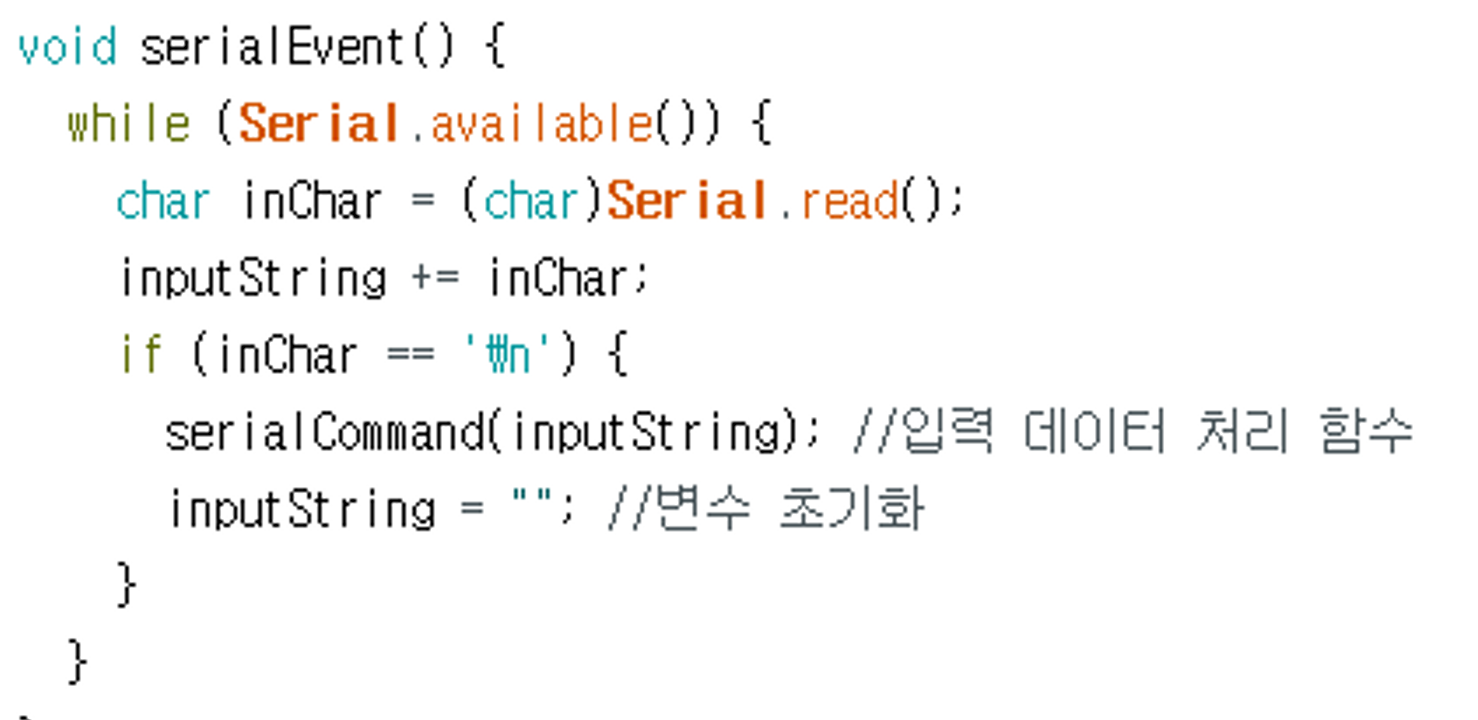 void serialEvent() {
  while (Serial.available()) {
    char inChar = (char)Serial.read();
    inputString += inChar;
    if (inChar == '₩n') {
      serialCommand(inputString); //입력 데이터 처리 함수
      inputString = ""; //변수 초기화
    }
  }